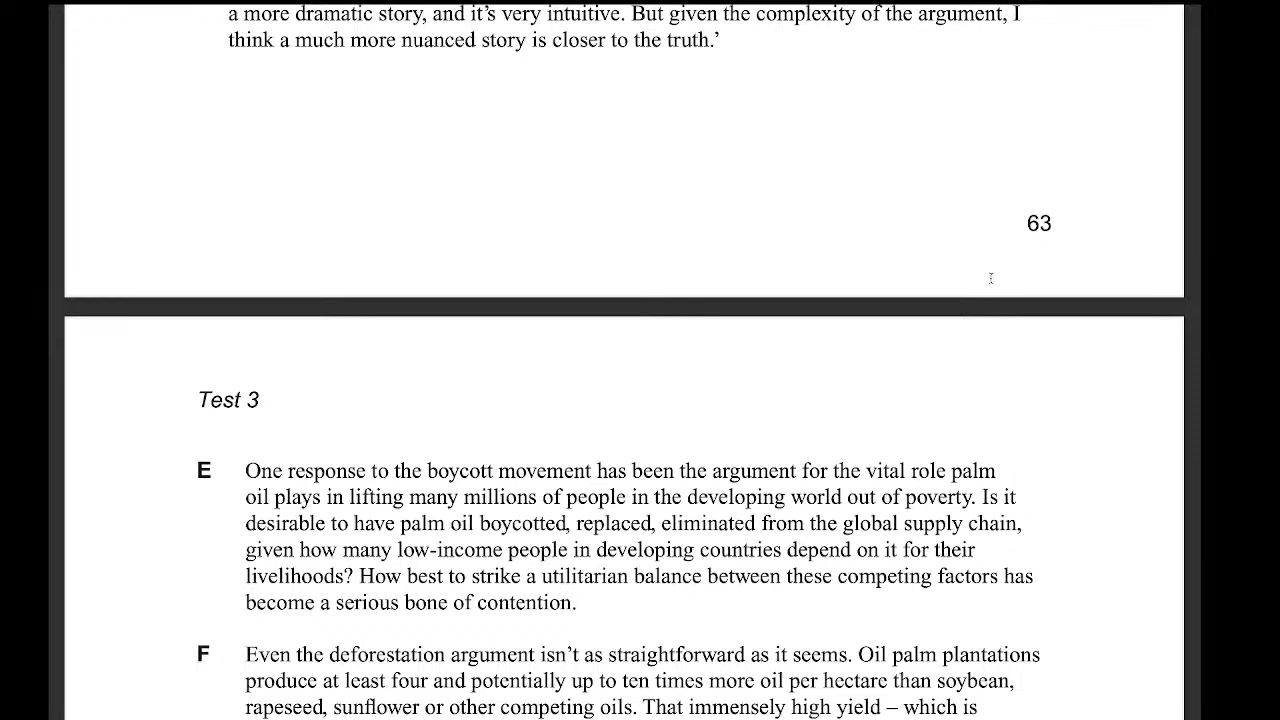 a more dramatic story, and it's very intuitive. But given the complexity of the argument, I
think a much more nuanced story is closer to the truth.'
63
Test 3
E One response to the boycott movement has been the argument for the vital role palm
oil plays in lifting many millions of people in the developing world out of poverty. Is it
desirable to have palm oil boycotted, replaced, eliminated from the global supply chain,
given how many low-income people in developing countries depend on it for their
livelihoods? How best to strike a utilitarian balance between these competing factors has
become a serious bone of contention.
F Even the deforestation argument isn't as straightforward as it seems. Oil palm plantations
produce at least four and potentially up to ten times more oil per hectare than soybean,
rapeseed, sunflower or other competing oils. That immensely high yield – which is